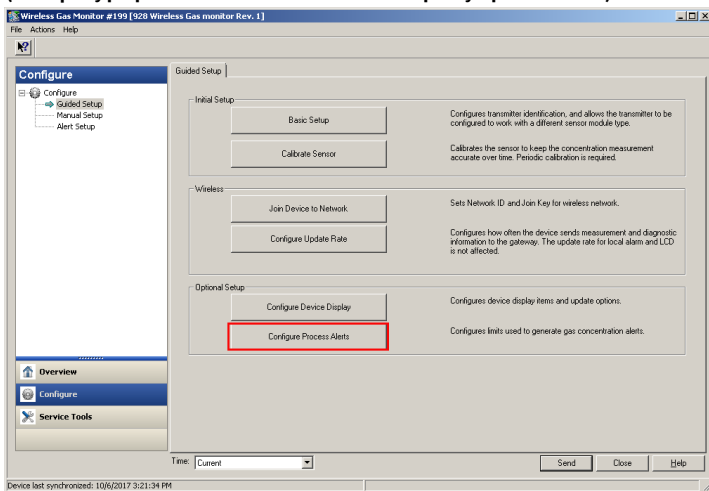 Wireless Gas Monitor #199 [928 Wireless Gas monitor Rev. 1]
File Actions Help
Configure
Configure
Guided Setup
Manual Setup
Alert Setup
Overview
Configure
Service Tools
Guided Setup
Initial Setup
Basic Setup
Configures transmitter identification, and allows the transmitter to be
configured to work with a different sensor module type.
Calibrate Sensor
Calibrates the sensor to keep the concentration measurement
accurate over time. Periodic calibration is required.
Wireless
Join Device to Network
Sets Network ID and Join Key for wireless network.
Configure Update Rate
Configures how often the device sends measurement and diagnostic
information to the gateway. The update rate for local alarm and LCD
is not affected.
Optional Setup
Configure Device Display
Configures device display items and update options.
Configure Process Alerts
Configures limits used to generate gas concentration alerts.
Time: Current
Send Close Help
Device last synchronized: 10/6/2017 3:21:34 PM